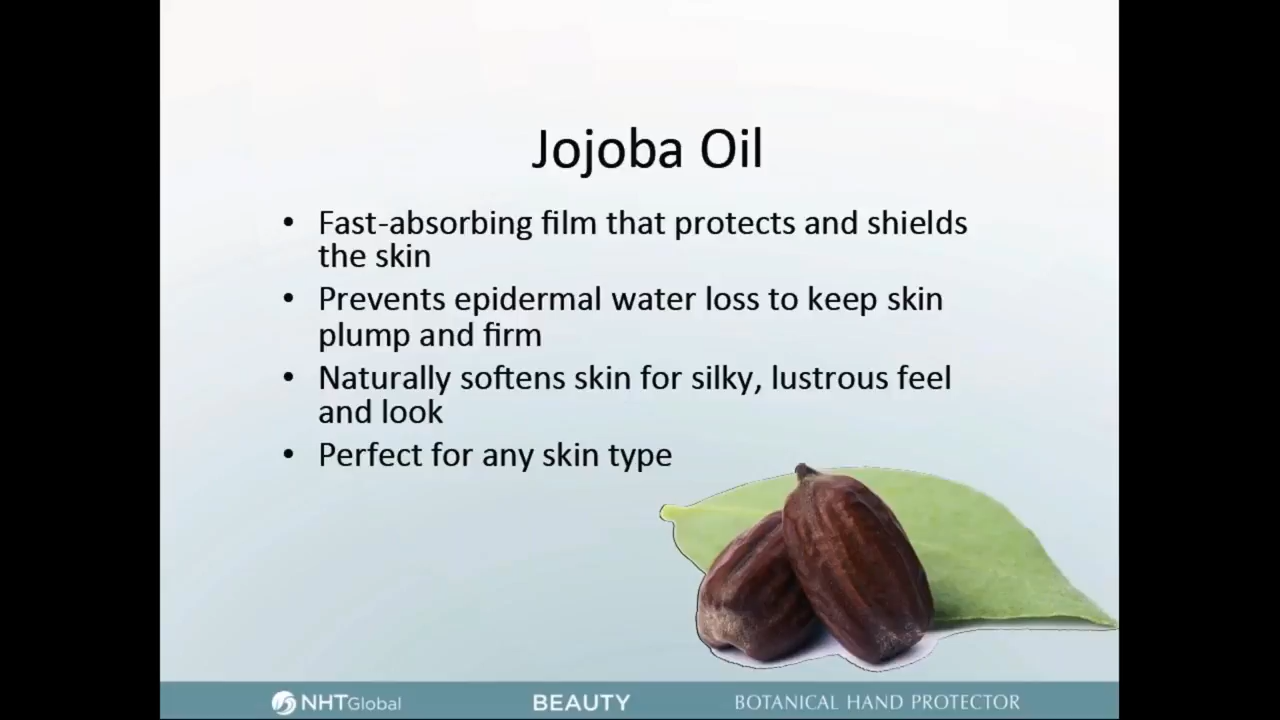 Jojoba Oil
• Fast-absorbing film that protects and shields
the skin
• Prevents epidermal water loss to keep skin
plump and firm
• Naturally softens skin for silky, lustrous feel
and look
• Perfect for any skin type
NHTGlobal BEAUTY BOTANICAL HAND PROTECTOR